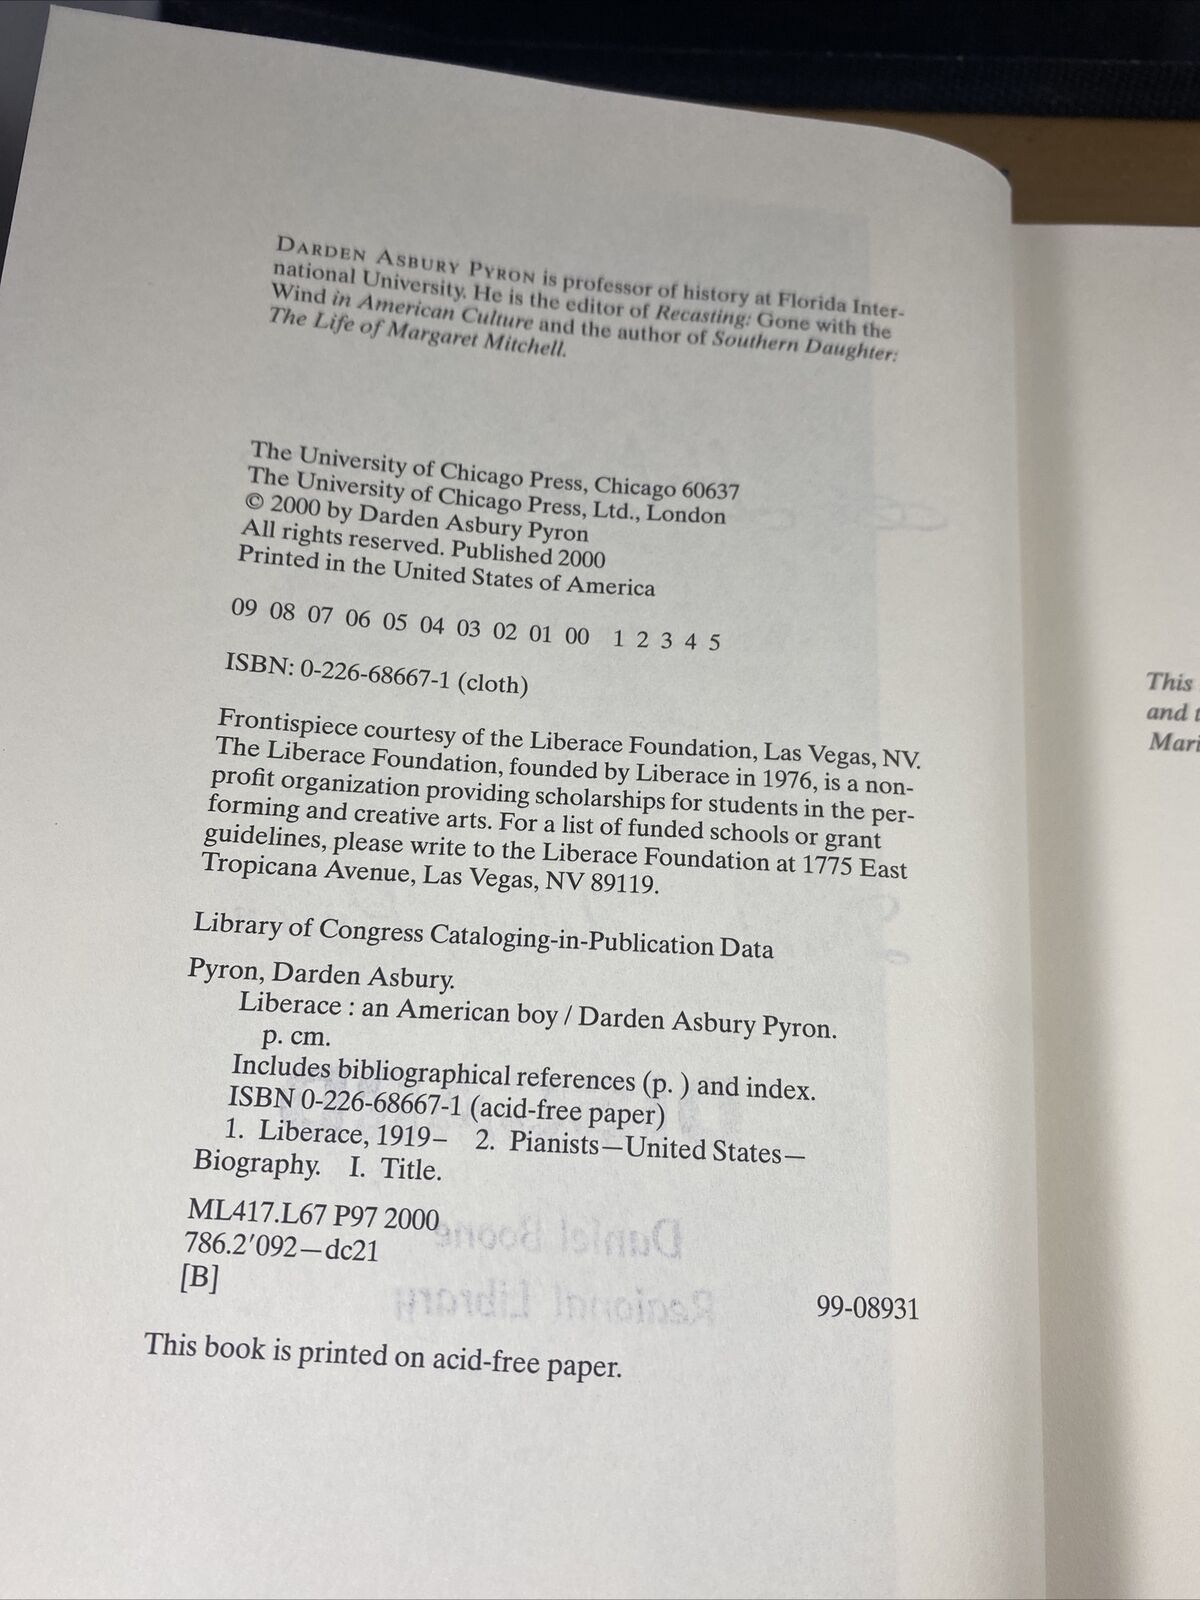 DARDEN ASBURY PYRON is professor of history at Florida Inter-
national University. He is the editor of Recasting: Gone with the
Wind in American Culture and the author of Southern Daughter:
The Life of Margaret Mitchell.
The University of Chicago Press, Chicago 60637
The University of Chicago Press, Ltd., London
© 2000 by Darden Asbury Pyron
All rights reserved. Published 2000
Printed in the United States of America
09 08 07 06 05 04 03 02 01 00 1 2 3 4 5
ISBN: 0-226-68667-1 (cloth)
Frontispiece courtesy of the Liberace Foundation, Las Vegas, NV.
The Liberace Foundation, founded by Liberace in 1976, is a non-
profit organization providing scholarships for students in the per-
forming and creative arts. For a list of funded schools or grant
guidelines, please write to the Liberace Foundation at 1775 East
Tropicana Avenue, Las Vegas, NV 89119.
Library of Congress Cataloging-in-Publication Data
Pyron, Darden Asbury.
Liberace : an American boy / Darden Asbury Pyron.
p. cm.
Includes bibliographical references (p. ) and index.
ISBN 0-226-68667-1 (acid-free paper)
1. Liberace, 1919– 2. Pianists—United States—
Biography. I. Title.
ML417.L67 P97 2000
786.2′092—dc21
[B]
99-08931
This book is printed on acid-free paper.
Daniel Boone
Regional Library
This
and
Mari